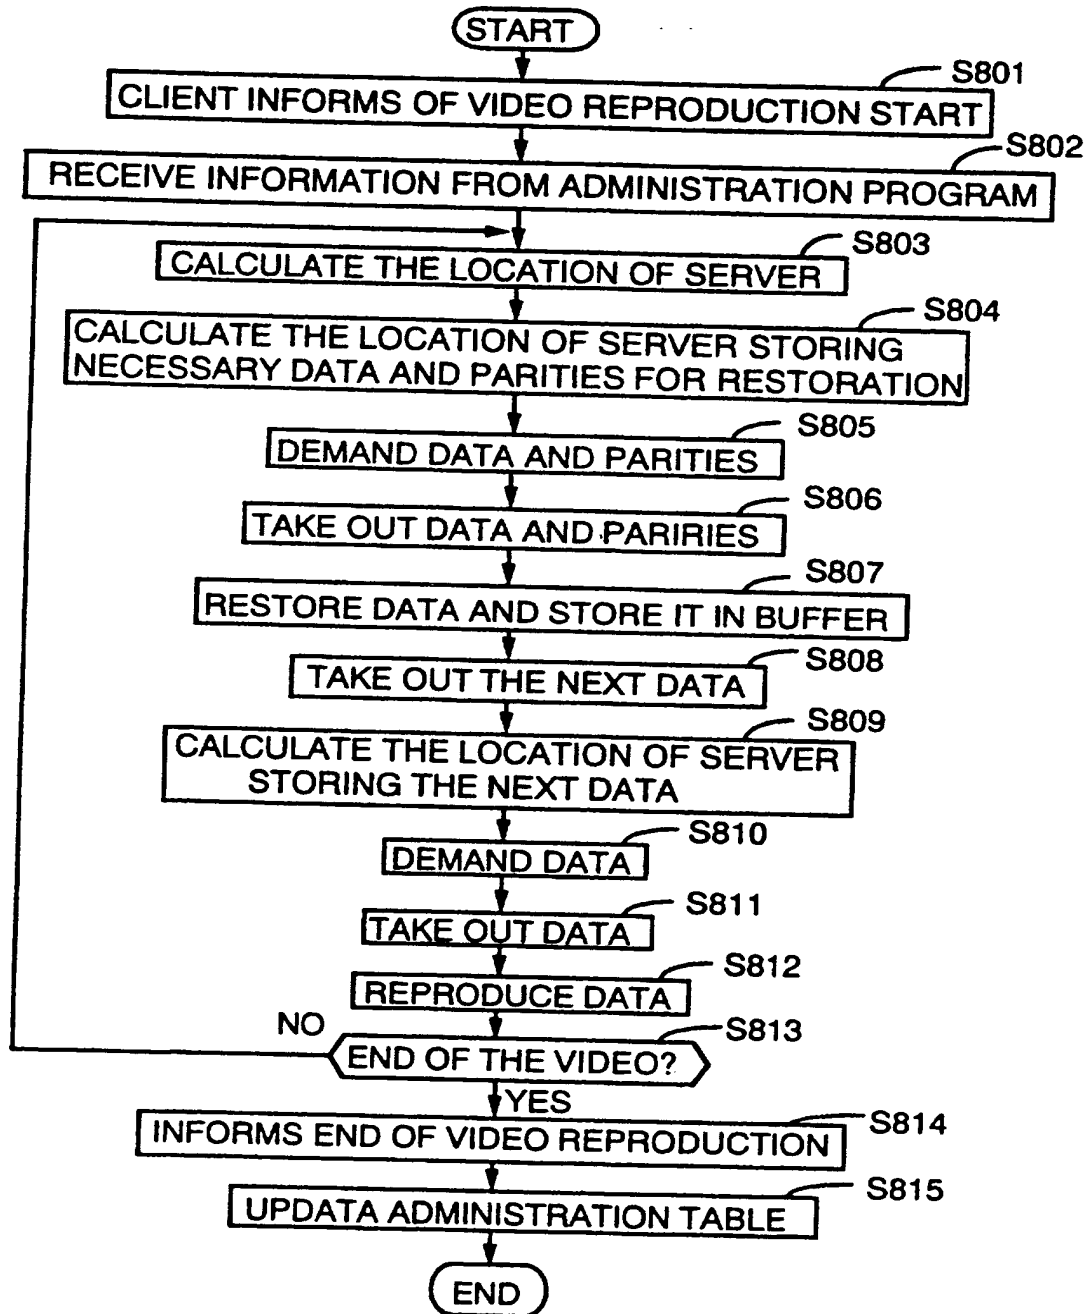 START
S801
CLIENT INFORMS OF VIDEO REPRODUCTION START
S802
RECEIVE INFORMATION FROM ADMINISTRATION PROGRAM
S803
CALCULATE THE LOCATION OF SERVER
S804
CALCULATE THE LOCATION OF SERVER STORING
NECESSARY DATA AND PARITIES FOR RESTORATION
S805
DEMAND DATA AND PARITIES
S806
TAKE OUT DATA AND PARIRIES
S807
RESTORE DATA AND STORE IT IN BUFFER
S808
TAKE OUT THE NEXT DATA
S809
CALCULATE THE LOCATION OF SERVER
STORING THE NEXT DATA
S810
DEMAND DATA
S811
TAKE OUT DATA
S812
REPRODUCE DATA
S813
NO
END OF THE VIDEO?
YES
S814
INFORMS END OF VIDEO REPRODUCTION
S815
UPDATA ADMINISTRATION TABLE
END